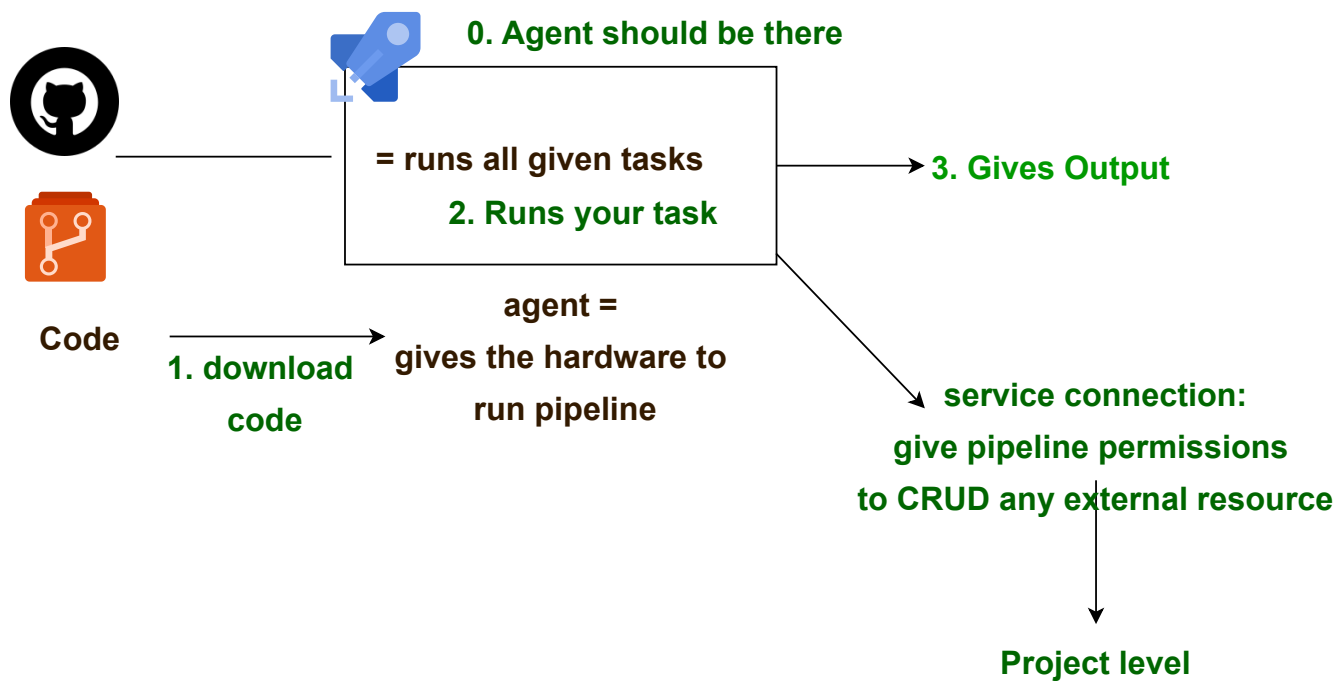 0. Agent should be there
= runs all given tasks
2. Runs your task
3. Gives Output
Code
1. download
code
agent =
gives the hardware to
run pipeline
service connection:
give pipeline permissions
to CRUD any external resource
Project level